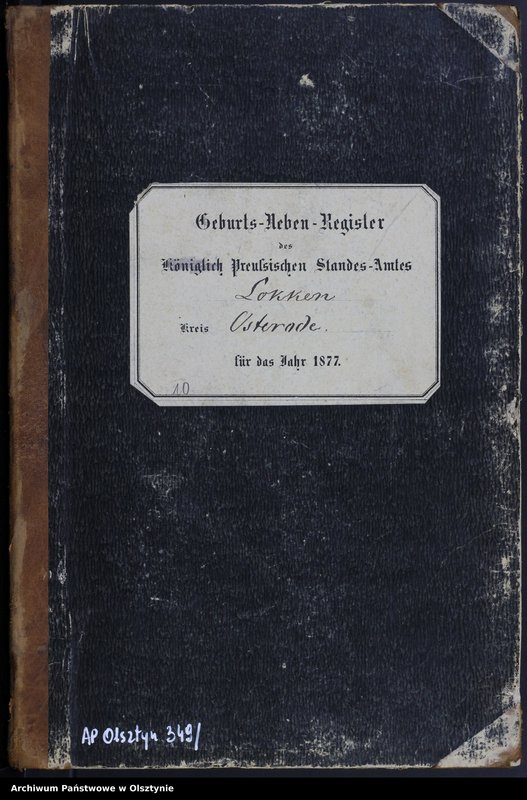 Geburts-Neben-Register
des
Königlich Preußischen Standes-Amtes
Lokken
Kreis Osterode.
für das Jahr 1877.
10
AP Olsztyn 349/
Archiwum Państwowe w Olsztynie